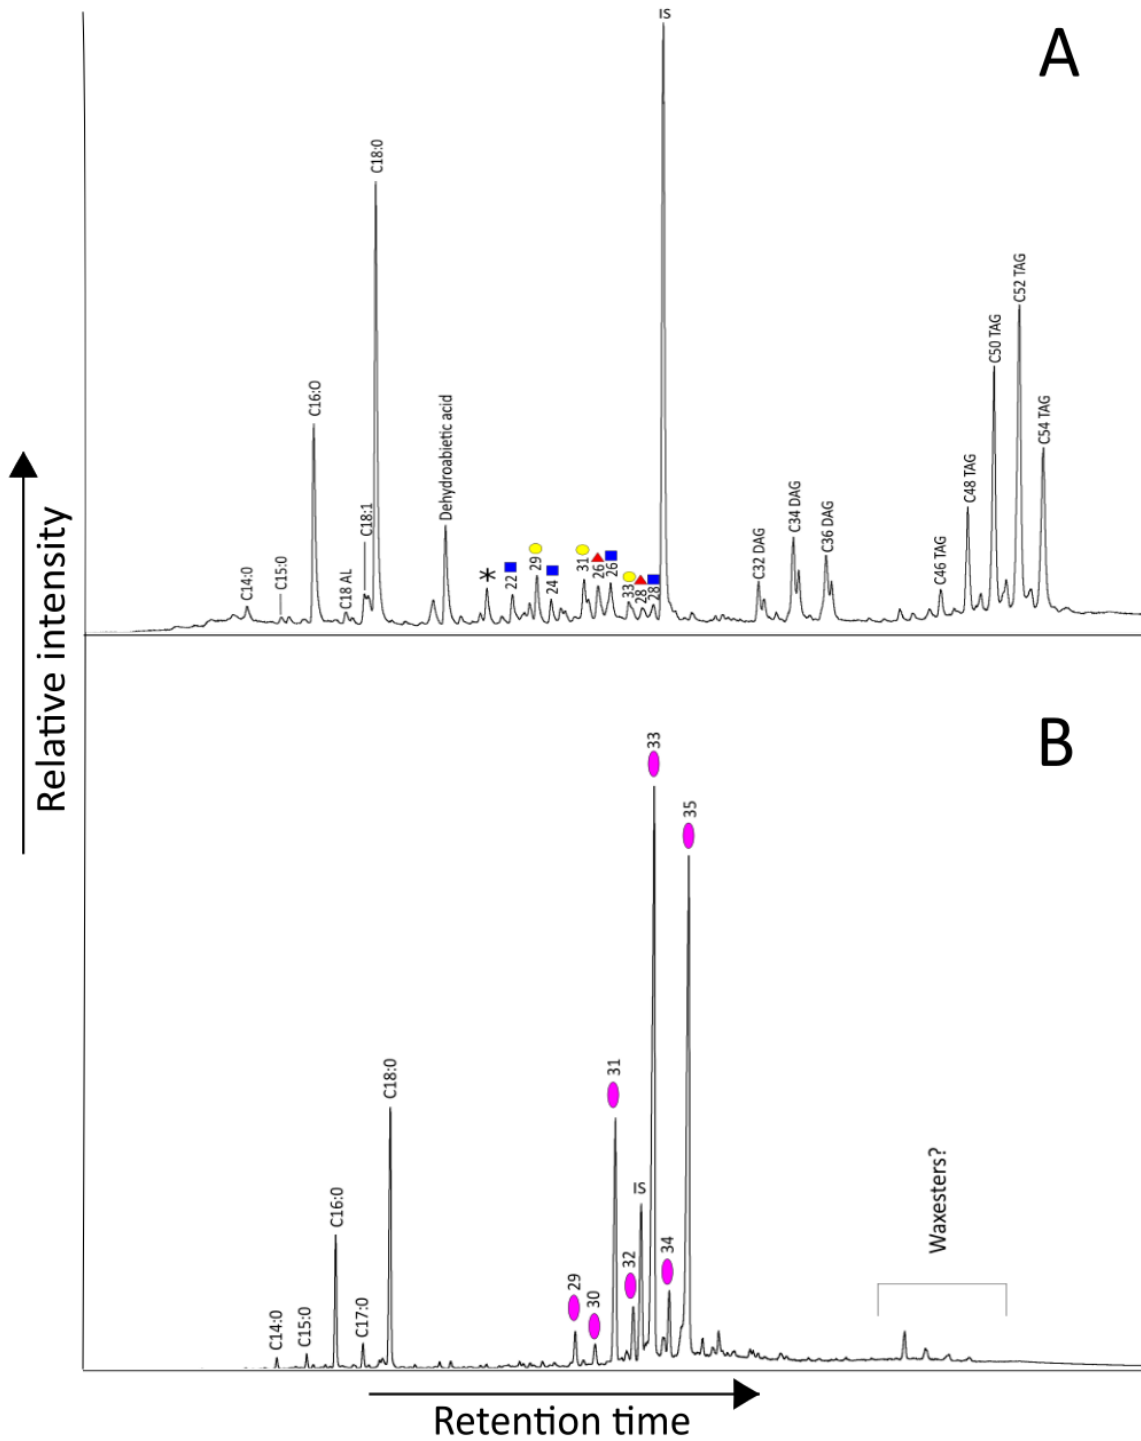 IS
A
C18:0
C52 TAG
C50 TAG
C16:O
Dehydroabietic acid
C54 TAG
C48 TAG
C18:1
C34 DAG
C36 DAG
C32 DAG
C46 TAG
C14:0
C15:0
C18 AL
*
22
29
24
31
26
26
33
28
28
Relative intensity
B
33
35
31
C18:0
IS
Waxesters?
C16:0
32
34
29
30
C14:0
C15:0
C17:0
Retention time